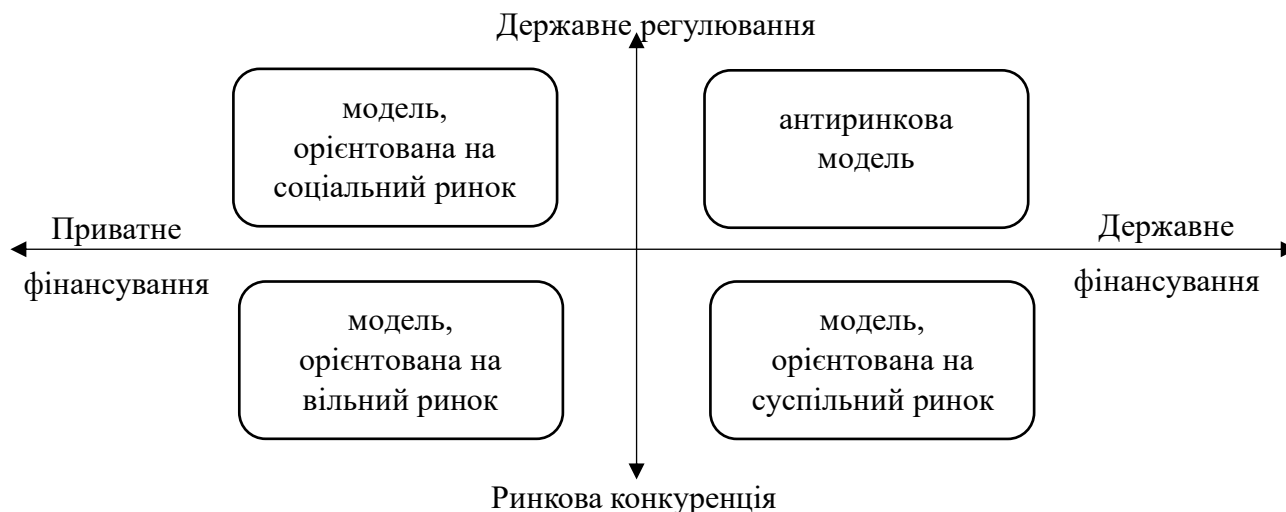 Державне регулювання
модель,
орієнтована на
соціальний ринок
антиринкова
модель
Приватне
фінансування
Державне
фінансування
модель,
орієнтована на
вільний ринок
модель,
орієнтована на
суспільний ринок
Ринкова конкуренція